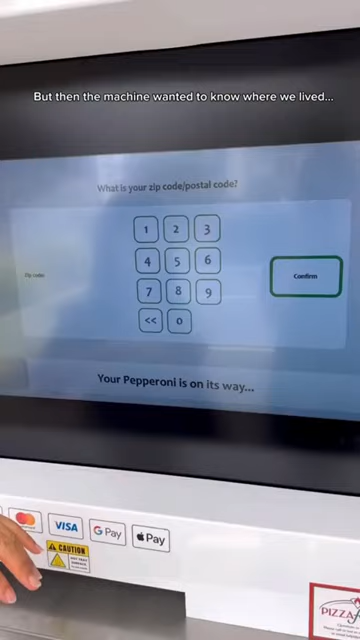 But then the machine wanted to know where we lived...
What is your zip code/postal code?
1 2 3
4 5 6
7 8 9
<< 0
Zip code
Confirm
Your Pepperoni is on its way...
VISA
G Pay
Pay
CAUTION
HOT PLATE
PIZZA